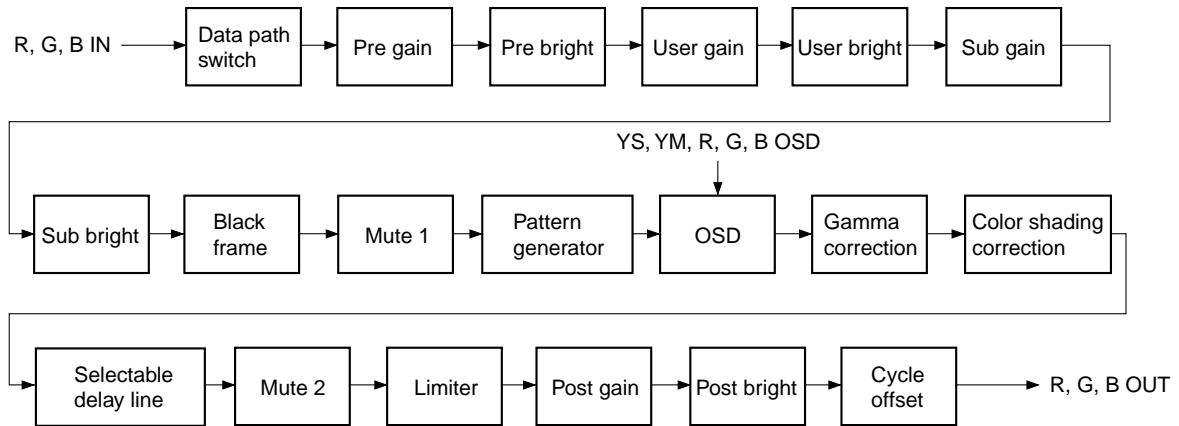 R, G, B IN
Data path
switch
Pre gain
Pre bright
User gain
User bright
Sub gain
YS, YM, R, G, B OSD
Sub bright
Black
frame
Mute 1
Pattern
generator
OSD
Gamma
correction
Color shading
correction
Selectable
delay line
Mute 2
Limiter
Post gain
Post bright
Cycle
offset
R, G, B OUT